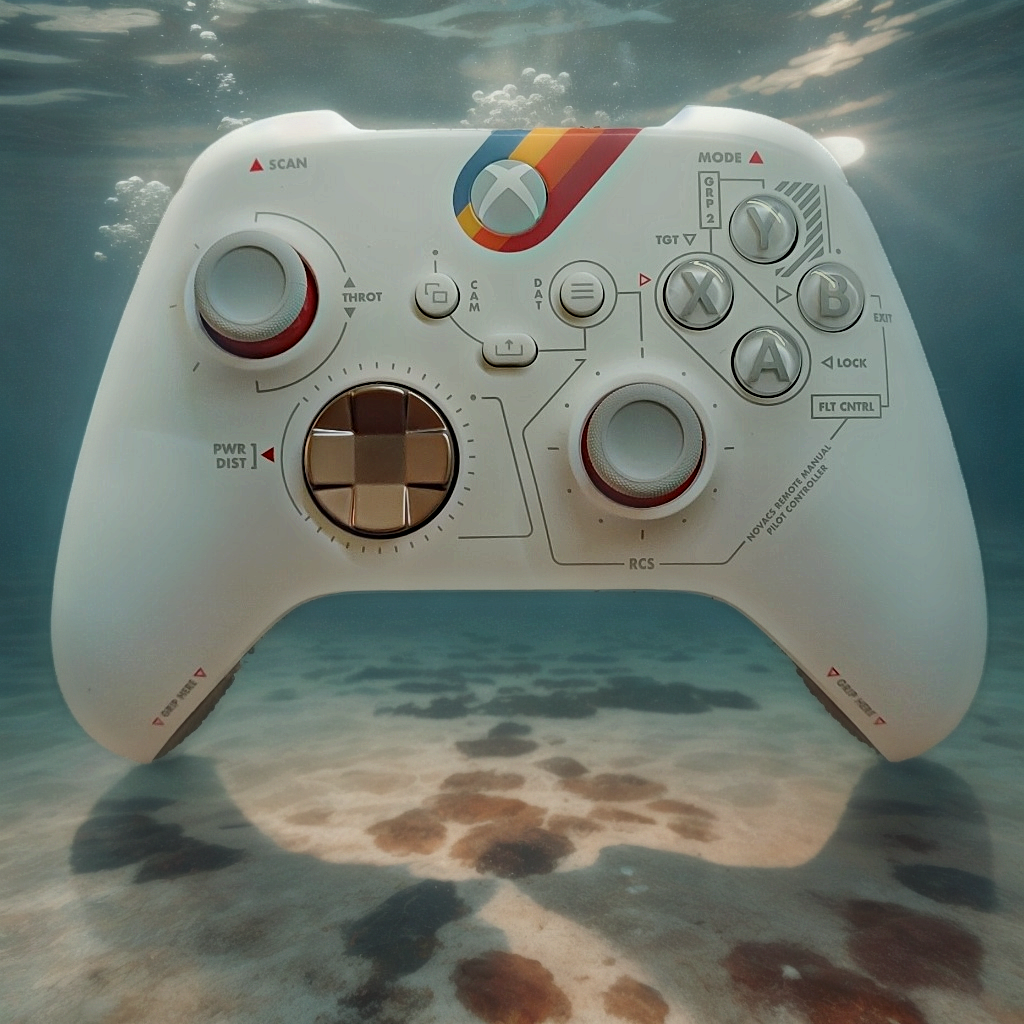 SCAN
MODE
GRP 2
TGT
Y
X
B
A
THROT
CAM
DAT
EXIT
LOCK
FLT CNTRL
PWR
DIST
NOVACS REMOTE MANUAL
PILOT CONTROLLER
RCS
GRIP HERE
GRIP HERE